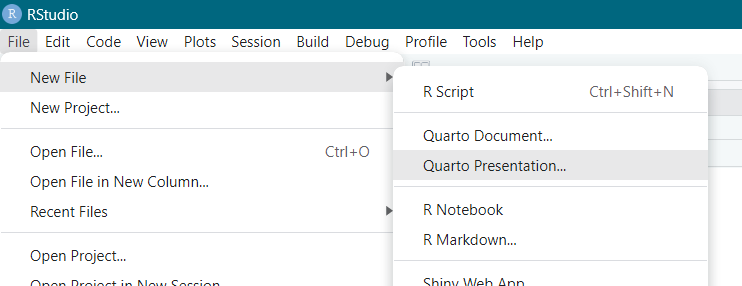 R RStudio
File Edit Code View Plots Session Build Debug Profile Tools Help
New File
New Project...
Open File... Ctrl+O
Open File in New Column...
Recent Files
Open Project...
Open Project in New Session
R Script Ctrl+Shift+N
Quarto Document...
Quarto Presentation...
R Notebook
R Markdown...
Shiny Web App